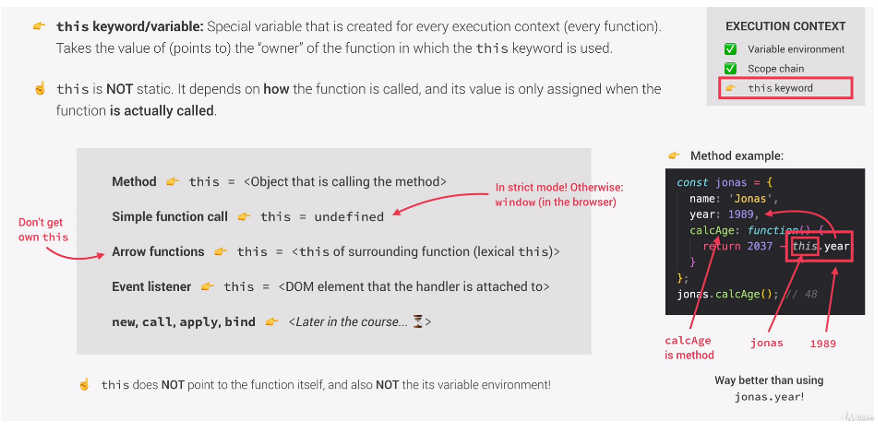 this keyword/variable: Special variable that is created for every execution context (every function).
Takes the value of (points to) the “owner” of the function in which the this keyword is used.
this is NOT static. It depends on how the function is called, and its value is only assigned when the
function is actually called.
EXECUTION CONTEXT
Variable environment
Scope chain
this keyword
Method 👉 this = <Object that is calling the method>
Simple function call 👉 this = undefined
In strict mode! Otherwise:
window (in the browser)
Don’t get
own this
Arrow functions 👉 this = <this of surrounding function (lexical this)>
Event listener 👉 this = <DOM element that the handler is attached to>
new, call, apply, bind 👉 <Later in the course... ⏳>
this does NOT point to the function itself, and also NOT the its variable environment!
Method example:
const jonas = {
name: 'Jonas',
year: 1989,
calcAge: function() {
return 2037 - this.year
}
};
jonas.calcAge(); // 48
calcAge
is method
jonas
1989
Way better than using
jonas.year!